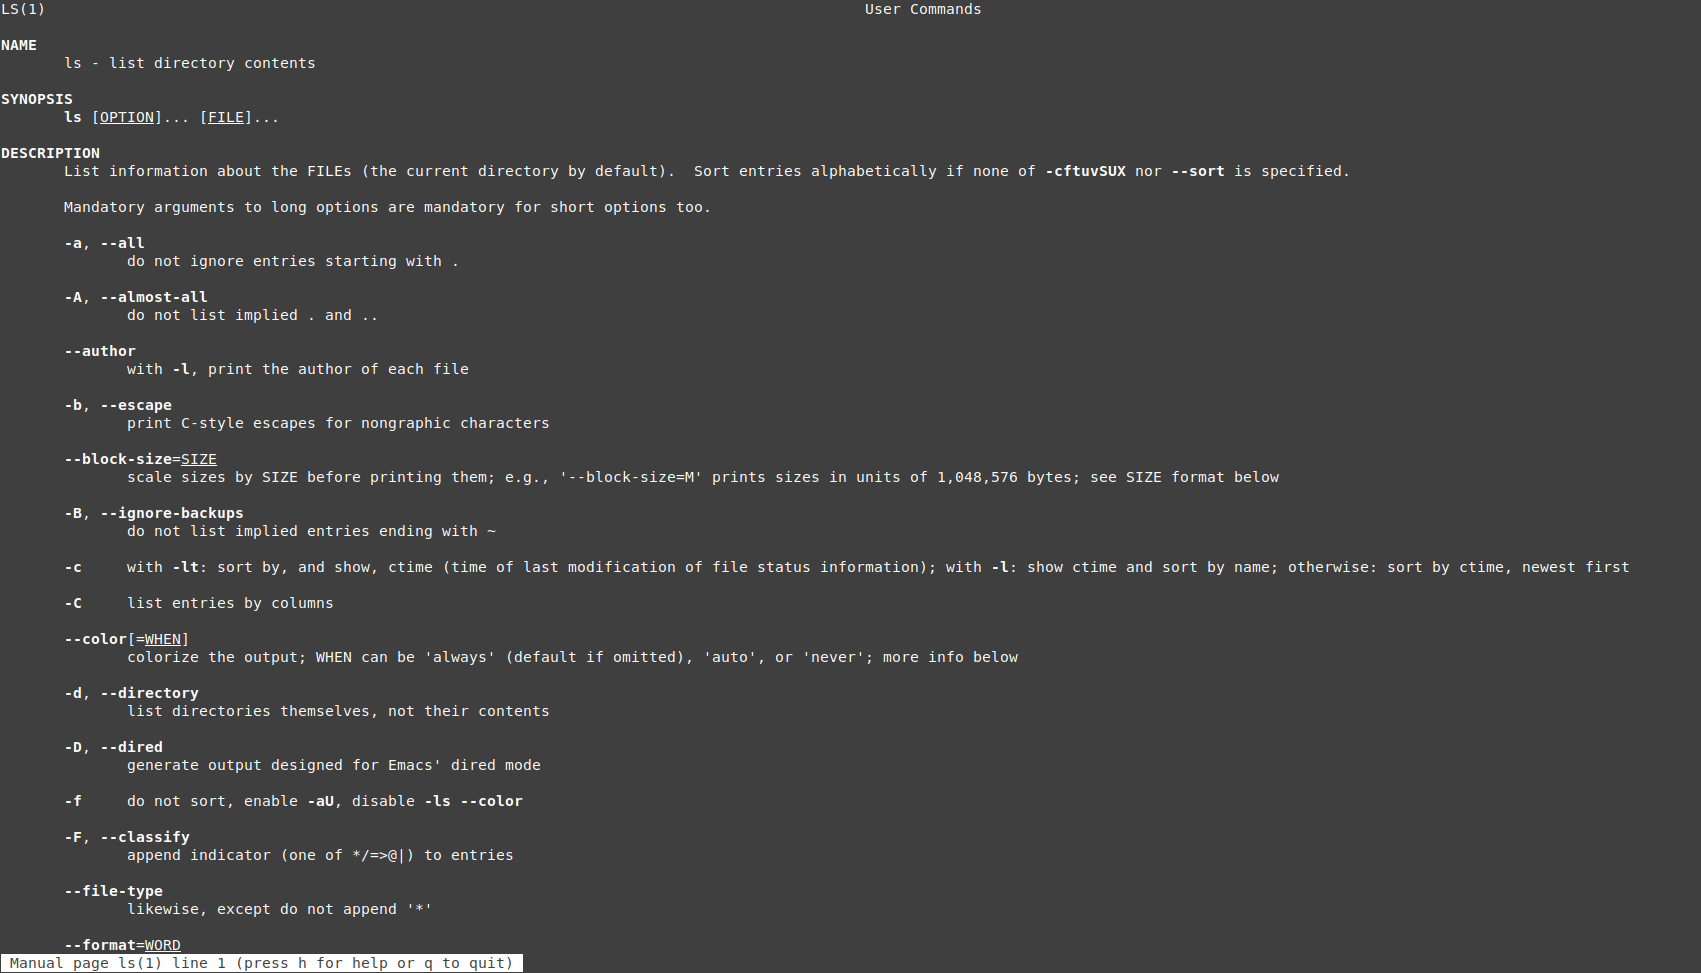 LS(1) User Commands
NAME
ls - list directory contents
SYNOPSIS
ls [OPTION]... [FILE]...
DESCRIPTION
List information about the FILEs (the current directory by default).  Sort entries alphabetically if none of -cftuvSUX nor --sort is specified.
Mandatory arguments to long options are mandatory for short options too.
-a, --all
do not ignore entries starting with .
-A, --almost-all
do not list implied . and ..
--author
with -l, print the author of each file
-b, --escape
print C-style escapes for nongraphic characters
--block-size=SIZE
scale sizes by SIZE before printing them; e.g., '--block-size=M' prints sizes in units of 1,048,576 bytes; see SIZE format below
-B, --ignore-backups
do not list implied entries ending with ~
-c     with -lt: sort by, and show, ctime (time of last modification of file status information); with -l: show ctime and sort by name; otherwise: sort by ctime, newest first
-C     list entries by columns
--color[=WHEN]
colorize the output; WHEN can be 'always' (default if omitted), 'auto', or 'never'; more info below
-d, --directory
list directories themselves, not their contents
-D, --dired
generate output designed for Emacs' dired mode
-f     do not sort, enable -aU, disable -ls --color
-F, --classify
append indicator (one of */=>@|) to entries
--file-type
likewise, except do not append '*'
--format=WORD
Manual page ls(1) line 1 (press h for help or q to quit)